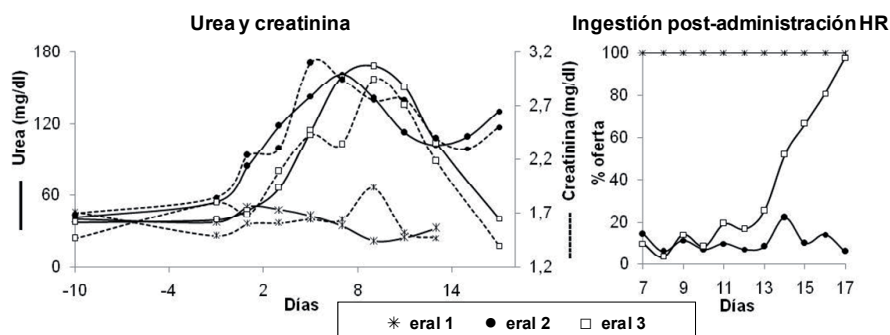 Urea y creatinina
Ingestión post-administración HR
Urea (mg/dl)
180
120
60
0
3,2
2,7
2,2
1,7
1,2
Creatinina (mg/dl)
-10
-4
2
8
14
Días
% oferta
100
80
60
40
20
0
7
9
11
13
15
17
Días
eral 1
eral 2
eral 3